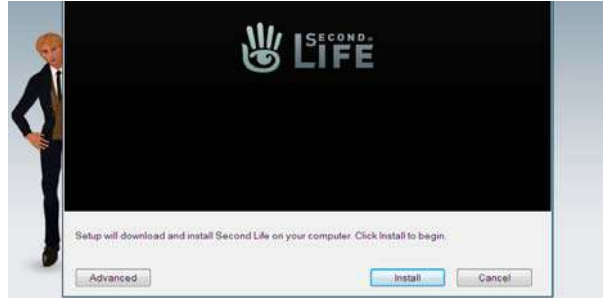 SECOND
LIFE
Setup will download and install Second Life on your computer. Click Install to begin.
Advanced
Install
Cancel